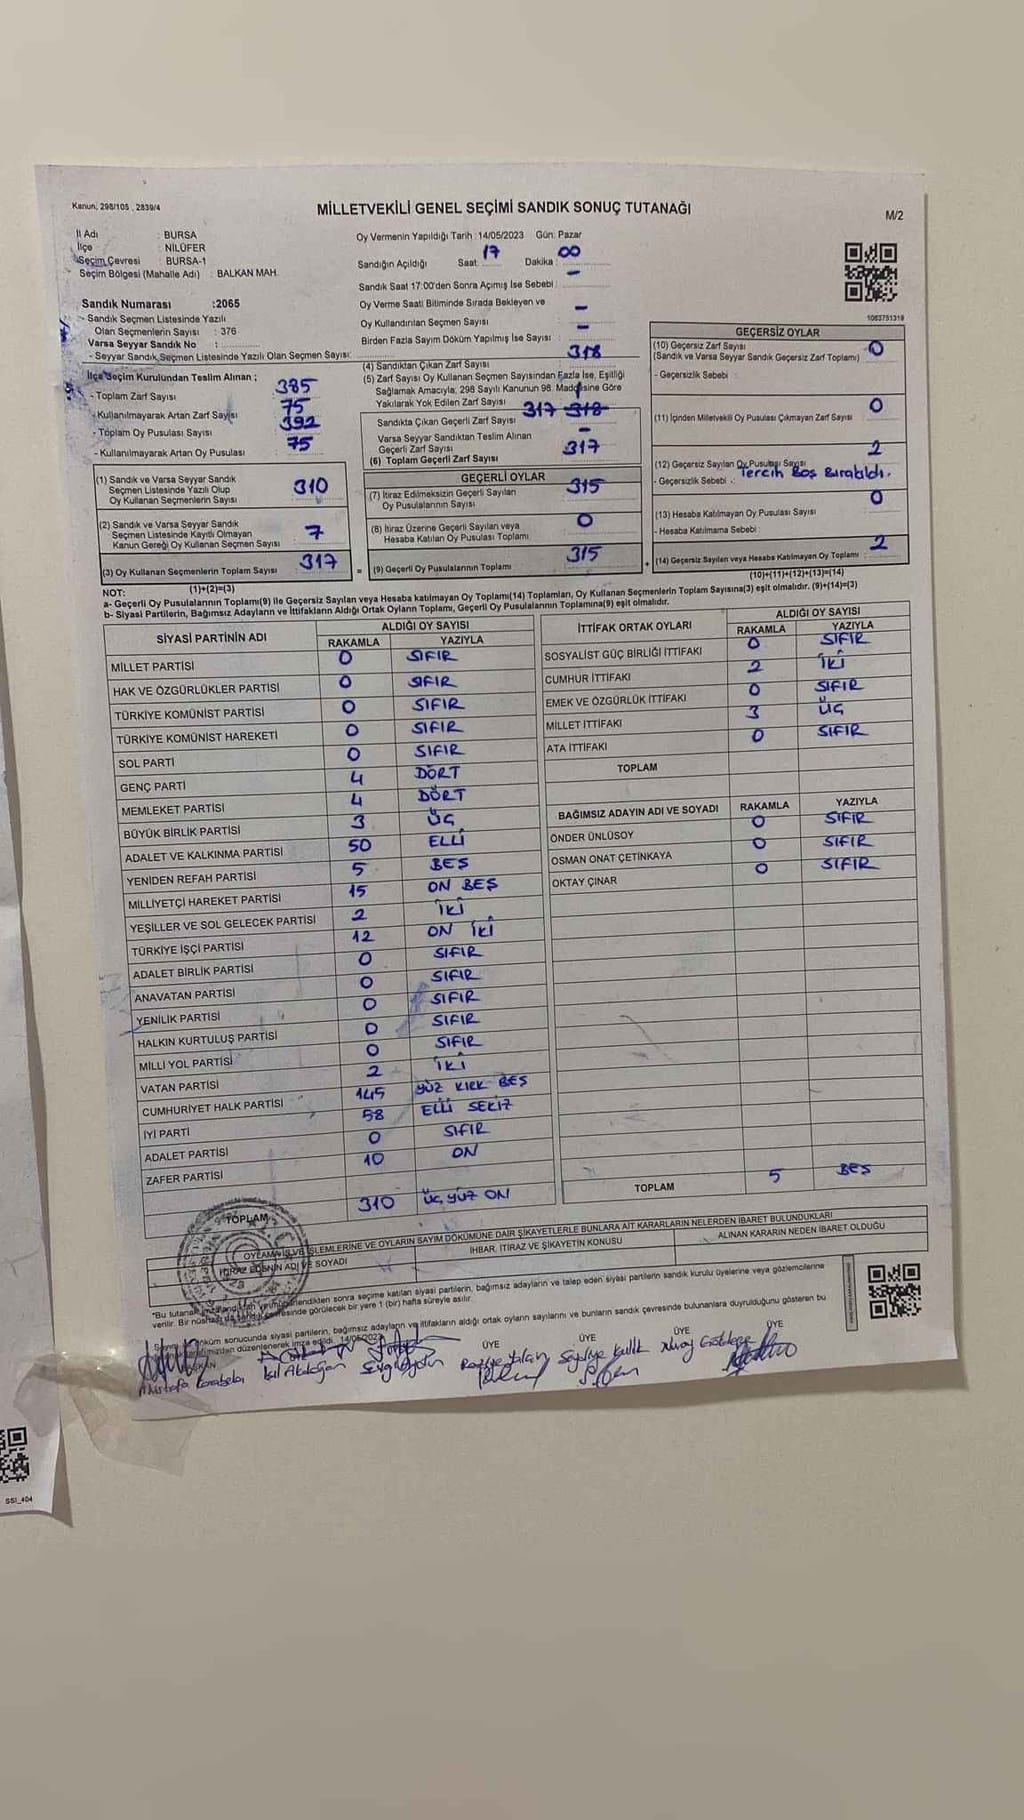 Kanun, 298/105 , 2839/4
MİLLETVEKİLİ GENEL SEÇİMİ SANDIK SONUÇ TUTANAĞI
M/2
İl Adı : BURSA
İlçe : NİLÜFER
Seçim Çevresi : BURSA-1
Seçim Bölgesi (Mahalle Adı) : BALKAN MAH.
Oy Vermenin Yapıldığı Tarih : 14/05/2023 Gün: Pazar
Sandığın Açıldığı Saat: 17 Dakika: 00
Sandık Saat 17:00'den Sonra Açımış İse Sebebi : -
Oy Verme Saati Bitiminde Sırada Bekleyen ve
Oy Kullandırılan Seçmen Sayısı -
Birden Fazla Sayım Döküm Yapılmış İse Sayısı : -
1063751319
Sandık Numarası :2065
- Sandık Seçmen Listesinde Yazılı
Olan Seçmenlerin Sayısı : 376
Varsa Seyyar Sandık No :
- Seyyar Sandık Seçmen Listesinde Yazılı Olan Seçmen Sayısı:
İlçe Seçim Kurulundan Teslim Alınan ;
- Toplam Zarf Sayısı 385
- Kullanılmayarak Artan Zarf Sayısı 75
- Toplam Oy Pusulası Sayısı 392
- Kullanılmayarak Artan Oy Pusulası 75
(1) Sandık ve Varsa Seyyar Sandık
Seçmen Listesinde Yazılı Olup
Oy Kullanan Seçmenlerin Sayısı 310
(2) Sandık ve Varsa Seyyar Sandık
Seçmen Listesinde Kayıtlı Olmayan
Kanun Gereği Oy Kullanan Seçmen Sayısı 7
(3) Oy Kullanan Seçmenlerin Toplam Sayısı 317
(1)+(2)=(3)
(4) Sandıktan Çıkan Zarf Sayısı 318
(5) Zarf Sayısı Oy Kullanan Seçmen Sayısından Fazla İse, Eşitliği
Sağlamak Amacıyla, 298 Sayılı Kanunun 98. Maddesine Göre
Yakılarak Yok Edilen Zarf Sayısı 1
Sandıkta Çıkan Geçerli Zarf Sayısı 317 318
Varsa Seyyar Sandıktan Teslim Alınan
Geçerli Zarf Sayısı -
(6) Toplam Geçerli Zarf Sayısı 317
GEÇERLİ OYLAR
(7) İtiraz Edilmeksizin Geçerli Sayılan
Oy Pusulalarının Sayısı 315
(8) İtiraz Üzerine Geçerli Sayılan veya
Hesaba Katılan Oy Pusulası Toplamı 0
= (9) Geçerli Oy Pusulalarının Toplamı 315 +
GEÇERSİZ OYLAR
(10) Geçersiz Zarf Sayısı
(Sandık ve Varsa Seyyar Sandık Geçersiz Zarf Toplamı) 0
- Geçersizlik Sebebi :
(11) İçinden Milletvekili Oy Pusulası Çıkmayan Zarf Sayısı 0
(12) Geçersiz Sayılan Oy Pusulası Sayısı 2
- Geçersizlik Sebebi : Tercih Boş Bırakıldı.
(13) Hesaba Katılmayan Oy Pusulası Sayısı 0
- Hesaba Katılmama Sebebi :
(14) Geçersiz Sayılan veya Hesaba Katılmayan Oy Toplamı 2
(10)+(11)+(12)+(13)=(14)
NOT:
a- Geçerli Oy Pusulalarının Toplamı(9) ile Geçersiz Sayılan veya Hesaba katılmayan Oy Toplamı(14) Toplamları, Oy Kullanan Seçmenlerin Toplam Sayısına(3) eşit olmalıdır. (9)+(14)=(3)
b- Siyasi Partilerin, Bağımsız Adayların ve İttifakların Aldığı Ortak Oyların Toplamı, Geçerli Oy Pusulalarının Toplamına(9) eşit olmalıdır.
SİYASİ PARTİNİN ADI ALDIĞI OY SAYISI
RAKAMLA YAZIYLA
MİLLET PARTİSİ 0 SIFIR
HAK VE ÖZGÜRLÜKLER PARTİSİ 0 SIFIR
TÜRKİYE KOMÜNİST PARTİSİ 0 SIFIR
TÜRKİYE KOMÜNİST HAREKETİ 0 SIFIR
SOL PARTİ 0 SIFIR
GENÇ PARTİ 4 DÖRT
MEMLEKET PARTİSİ 4 DÖRT
BÜYÜK BİRLİK PARTİSİ 3 ÜÇ
ADALET VE KALKINMA PARTİSİ 50 ELLİ
YENİDEN REFAH PARTİSİ 5 BEŞ
MİLLİYETÇİ HAREKET PARTİSİ 15 ON BEŞ
YEŞİLLER VE SOL GELECEK PARTİSİ 2 İKİ
TÜRKİYE İŞÇİ PARTİSİ 12 ON İKİ
ADALET BİRLİK PARTİSİ 0 SIFIR
ANAVATAN PARTİSİ 0 SIFIR
YENİLİK PARTİSİ 0 SIFIR
HALKIN KURTULUŞ PARTİSİ 0 SIFIR
MİLLİ YOL PARTİSİ 0 SIFIR
VATAN PARTİSİ 2 İKİ
CUMHURİYET HALK PARTİSİ 145 YÜZ KIRK BEŞ
İYİ PARTİ 58 ELLİ SEKİZ
ADALET PARTİSİ 0 SIFIR
ZAFER PARTİSİ 10 ON
TOPLAM 310 ÜÇ YÜZ ON
İTTİFAK ORTAK OYLARI ALDIĞI OY SAYISI
RAKAMLA YAZIYLA
SOSYALİST GÜÇ BİRLİĞİ İTTİFAKI 0 SIFIR
CUMHUR İTTİFAKI 2 İKİ
EMEK VE ÖZGÜRLÜK İTTİFAKI 0 SIFIR
MİLLET İTTİFAKI 3 ÜÇ
ATA İTTİFAKI 0 SIFIR
TOPLAM
BAĞIMSIZ ADAYIN ADI VE SOYADI RAKAMLA YAZIYLA
ÖNDER ÜNLÜSOY 0 SIFIR
OSMAN ONAT ÇETİNKAYA 0 SIFIR
OKTAY ÇINAR 0 SIFIR
TOPLAM 5 BEŞ
OYLAMA İŞ VE İŞLEMLERİNE VE OYLARIN SAYIM DÖKÜMÜNE DAİR ŞİKAYETLERLE BUNLARA AİT KARARLARIN NELERDEN İBARET BULUNDUKLARI
İTİRAZ EDENİN ADI VE SOYADI İHBAR, İTİRAZ VE ŞİKAYETİN KONUSU ALINAN KARARIN NEDEN İBARET OLDUĞU
sonra seçime katılan siyasi partilerin, bağımsız adayların ve talep eden siyasi partilerin sandık kurulu üyelerine veya gözlemcilerine
verilir. Bir nüshası da sandık çevresinde görülecek bir yere 1 (bir) hafta süreyle asılır.
döküm sonucunda siyasi partilerin, bağımsız adayların ve ittifakların aldığı ortak oyların sayılarını ve bunların sandık çevresinde bulunanlara duyrulduğunu gösteren bu
düzenlenerek imza edildi. 14/05/2023
BAŞKAN ÜYE ÜYE ÜYE ÜYE
Mustafa
SSI_404